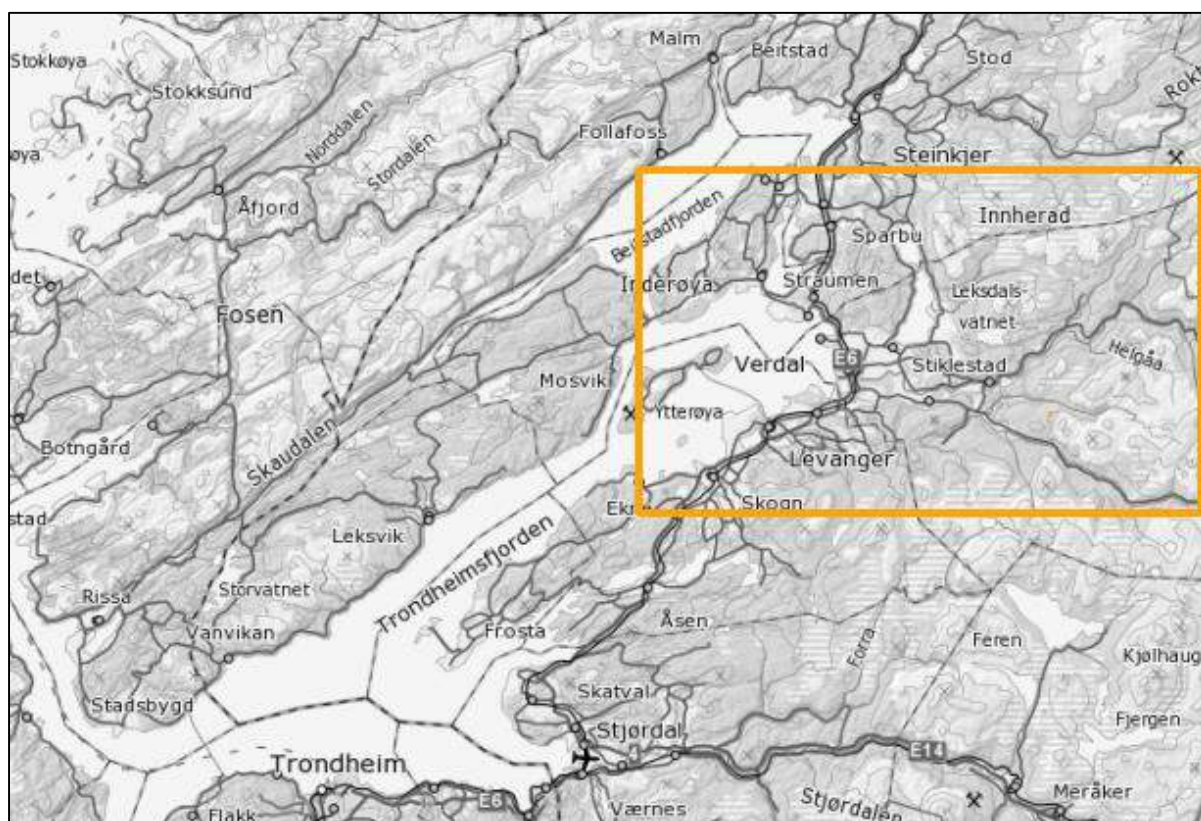 Malm
Beitstad
Stod
Stokkøya
Stokksund
Norddalen
Stordalen
Follafoss
Steinkjer
øya
Åfjord
Beitstadfjorden
Innherad
Sparbu
det
Inderøya
Straumen
Leksdals-
vatnet
Fosen
Helgåa
E6
Verdal
Stiklestad
Mosvik
Ytterøya
Botngård
Skaudalen
Levanger
stad
Leksvik
Skogn
Trondheimsfjorden
Storvatnet
Rissa
Vanvikan
Frosta
Åsen
Forra
Feren
Kjølhaug
Stadsbygd
Skatval
Fjergen
Stjørdal
4
E14
Trondheim
E6
Værnes
Stjørdalen
Meråker
Flakk